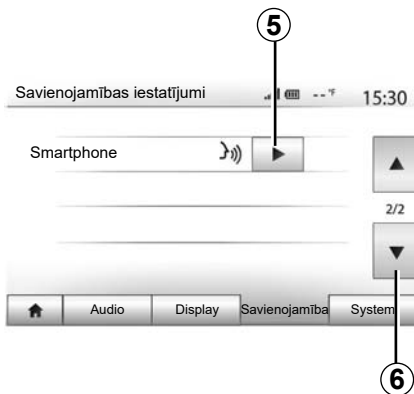 5
Savienojamības iestatījumi --°F 15:30
Smartphone
2/2
Audio Display Savienojamība System
6